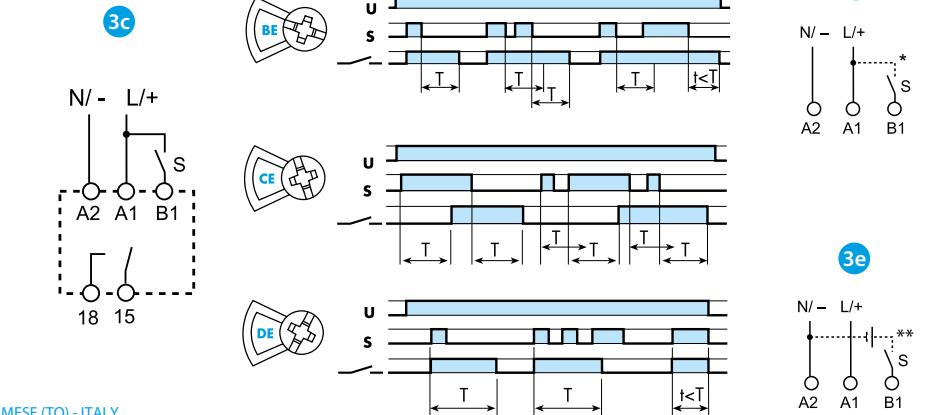 3c
N/ - L/+
S
A2 A1 B1
18 15
MESE (TO) - ITALY
BE
U
S
T T T t<T
T
CE
U
S
T T T T T T
DE
U
S
T T t<T
N/ – L/+
*
S
A2 A1 B1
3e
N/ – L/+
**
S
A2 A1 B1